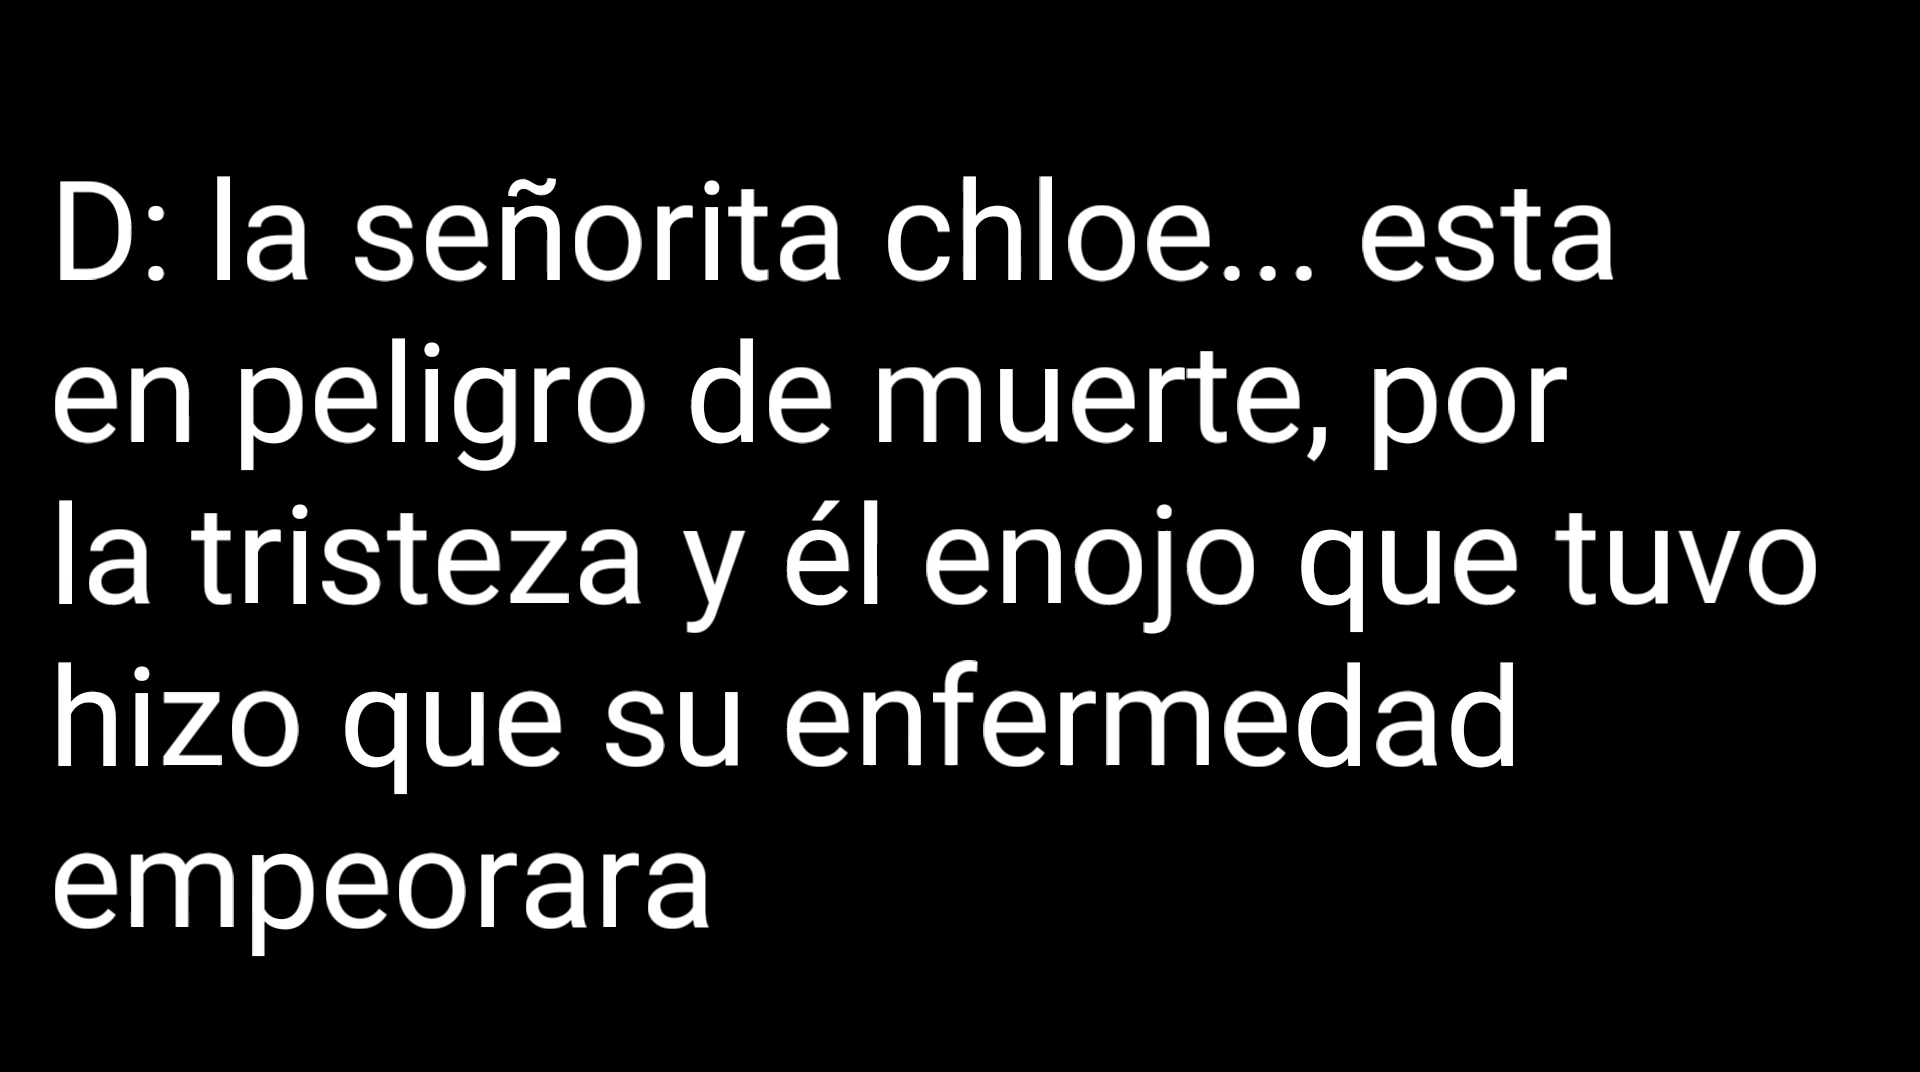 D: la señorita chloe... esta
en peligro de muerte, por
la tristeza y él enojo que tuvo
hizo que su enfermedad
empeorara